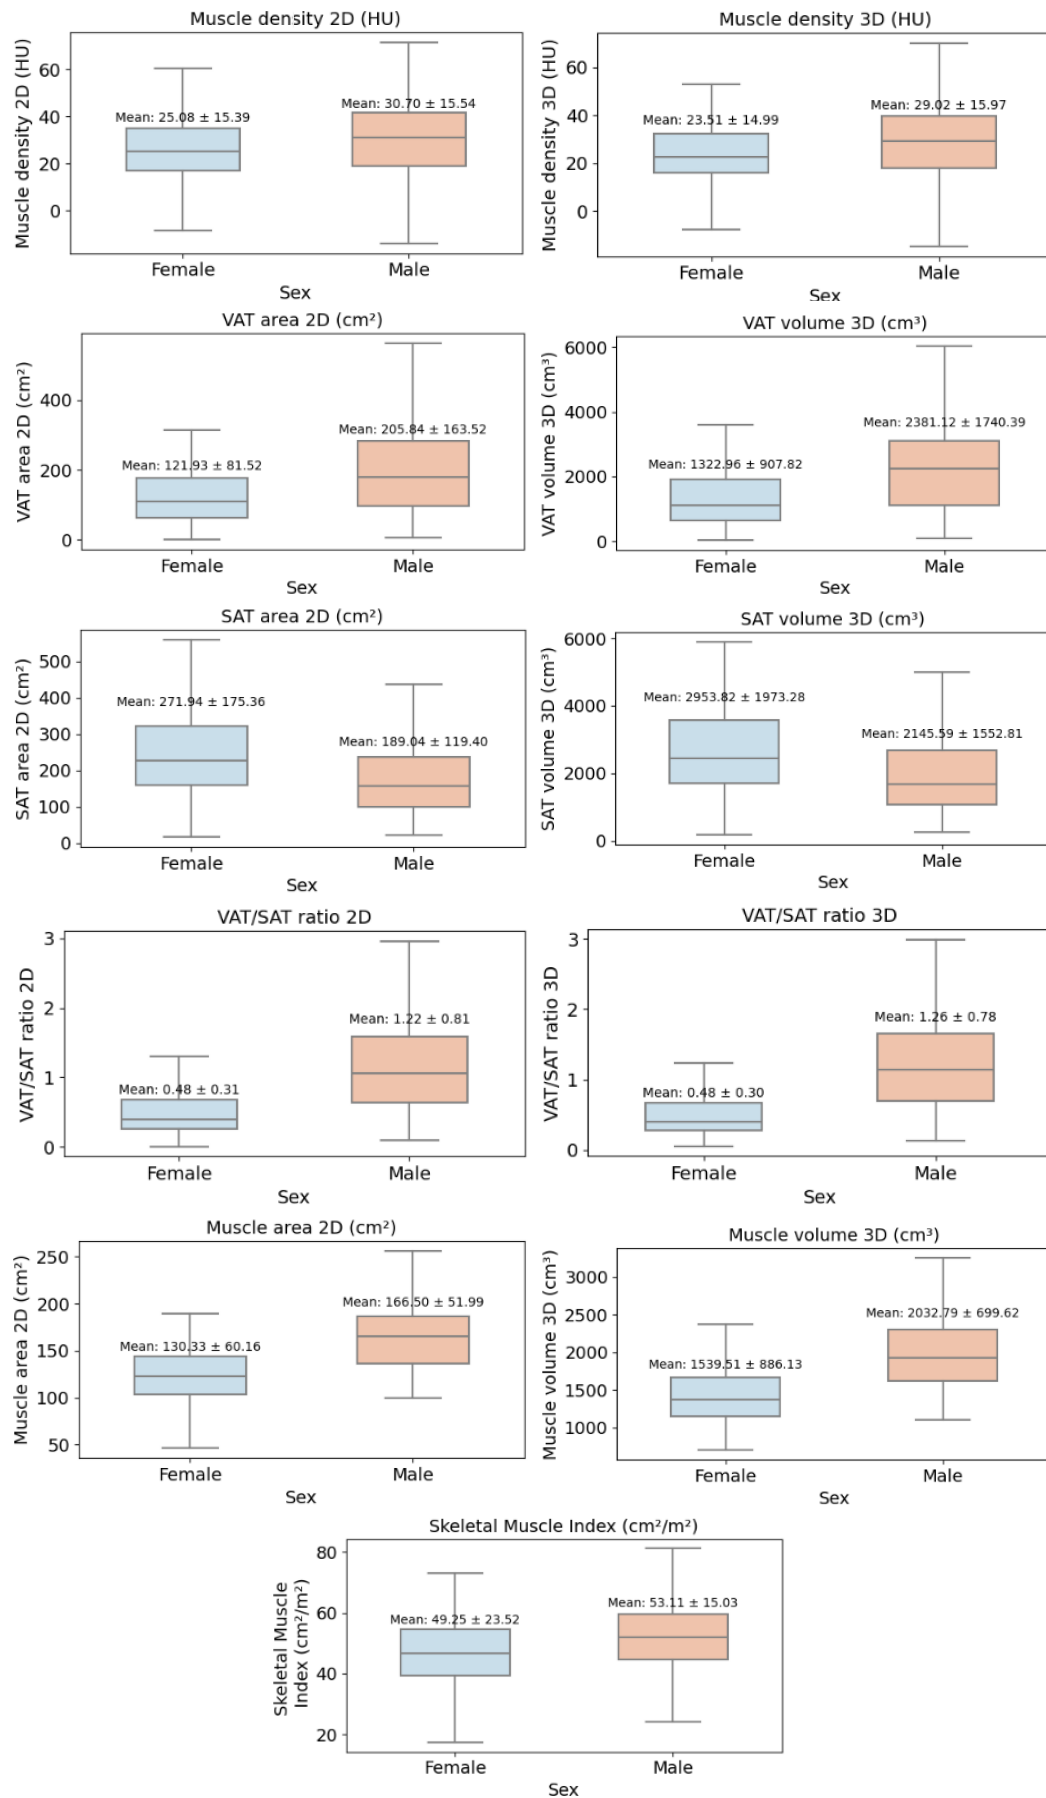 Muscle density 2D (HU)
Muscle density 2D (HU)
60
40
20
0
Mean: 25.08 ± 15.39
Mean: 30.70 ± 15.54
Female
Male
Sex
Muscle density 3D (HU)
Muscle density 3D (HU)
60
40
20
0
Mean: 23.51 ± 14.99
Mean: 29.02 ± 15.97
Female
Male
Sex
VAT area 2D (cm²)
VAT area 2D (cm²)
400
200
0
Mean: 121.93 ± 81.52
Mean: 205.84 ± 163.52
Female
Male
Sex
VAT volume 3D (cm³)
VAT volume 3D (cm³)
6000
4000
2000
0
Mean: 1322.96 ± 907.82
Mean: 2381.12 ± 1740.39
Female
Male
Sex
SAT area 2D (cm²)
SAT area 2D (cm²)
500
400
300
200
100
0
Mean: 271.94 ± 175.36
Mean: 189.04 ± 119.40
Female
Male
Sex
SAT volume 3D (cm³)
SAT volume 3D (cm³)
6000
4000
2000
0
Mean: 2953.82 ± 1973.28
Mean: 2145.59 ± 1552.81
Female
Male
Sex
VAT/SAT ratio 2D
VAT/SAT ratio 2D
3
2
1
0
Mean: 0.48 ± 0.31
Mean: 1.22 ± 0.81
Female
Male
Sex
VAT/SAT ratio 3D
VAT/SAT ratio 3D
3
2
1
0
Mean: 0.48 ± 0.30
Mean: 1.26 ± 0.78
Female
Male
Sex
Muscle area 2D (cm²)
Muscle area 2D (cm²)
250
200
150
100
50
Mean: 130.33 ± 60.16
Mean: 166.50 ± 51.99
Female
Male
Sex
Muscle volume 3D (cm³)
Muscle volume 3D (cm³)
3000
2500
2000
1500
1000
Mean: 1539.51 ± 886.13
Mean: 2032.79 ± 699.62
Female
Male
Sex
Skeletal Muscle Index (cm²/m²)
Skeletal Muscle
Index (cm²/m²)
80
60
40
20
Mean: 49.25 ± 23.52
Mean: 53.11 ± 15.03
Female
Male
Sex